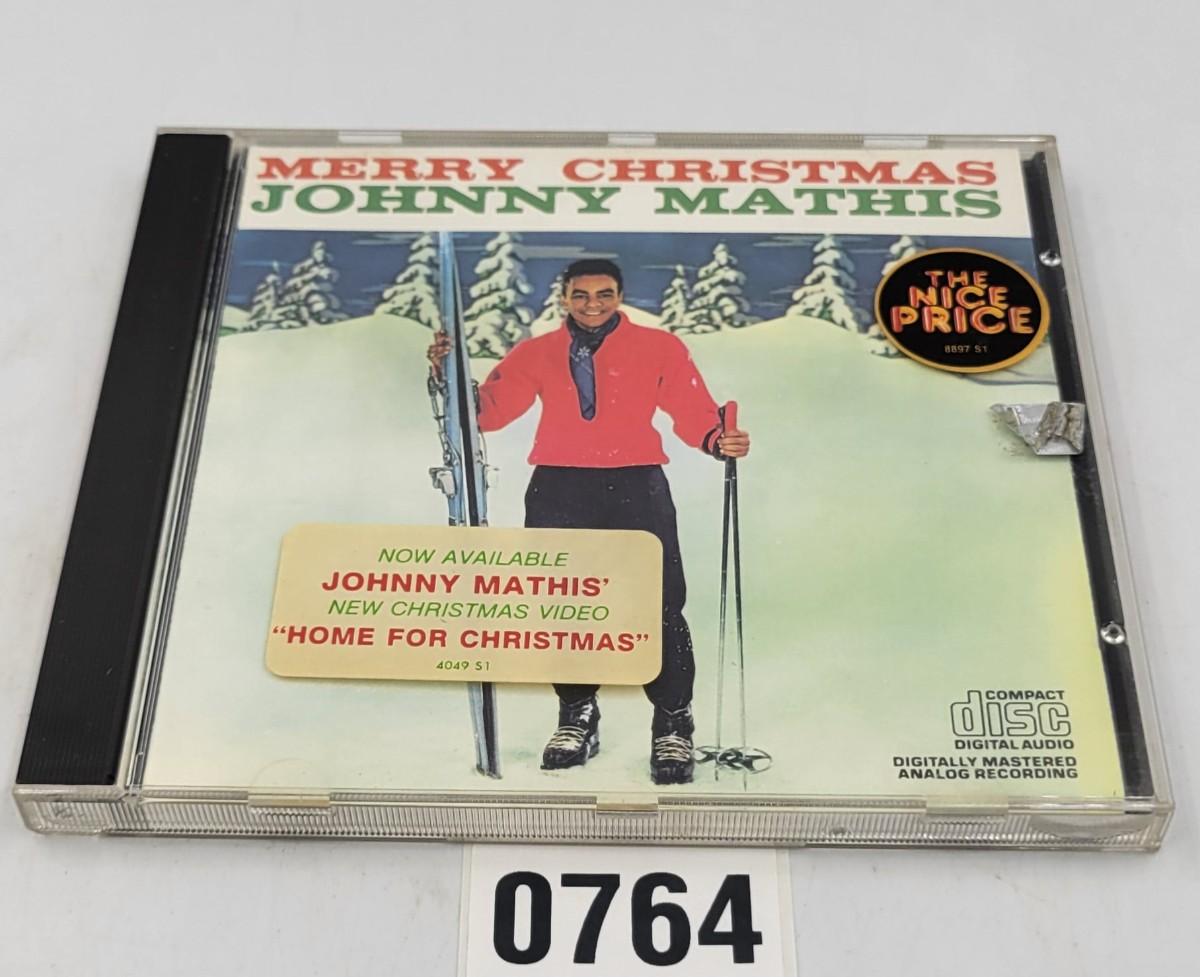 MERRY CHRISTMAS
JOHNNY MATHIS
THE
NICE
PRICE
8897 S1
NOW AVAILABLE
JOHNNY MATHIS'
NEW CHRISTMAS VIDEO
“HOME FOR CHRISTMAS”
4049 S1
COMPACT
disc
DIGITAL AUDIO
DIGITALLY MASTERED
ANALOG RECORDING
0764